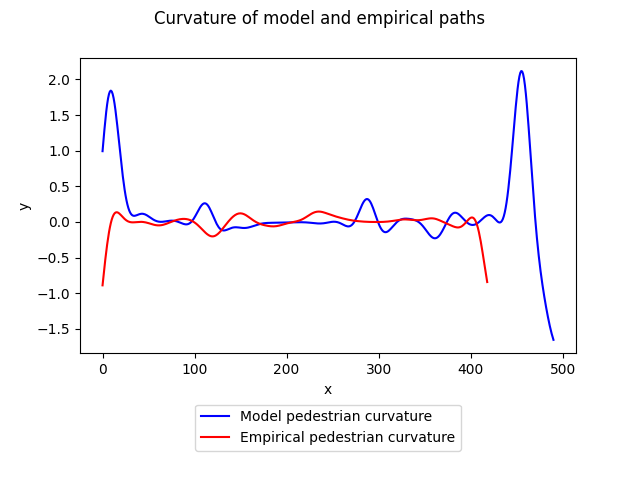 Curvature of model and empirical paths
2.0
1.5
1.0
0.5
0.0
−0.5
−1.0
−1.5
y
0 100 200 300 400 500
x
Model pedestrian curvature
Empirical pedestrian curvature